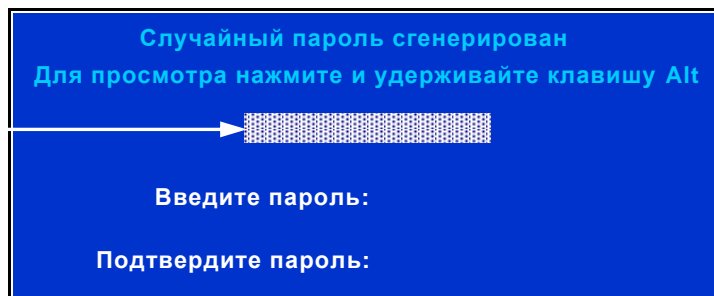 Случайный пароль сгенерирован
Для просмотра нажмите и удерживайте клавишу Alt
Введите пароль:
Подтвердите пароль: